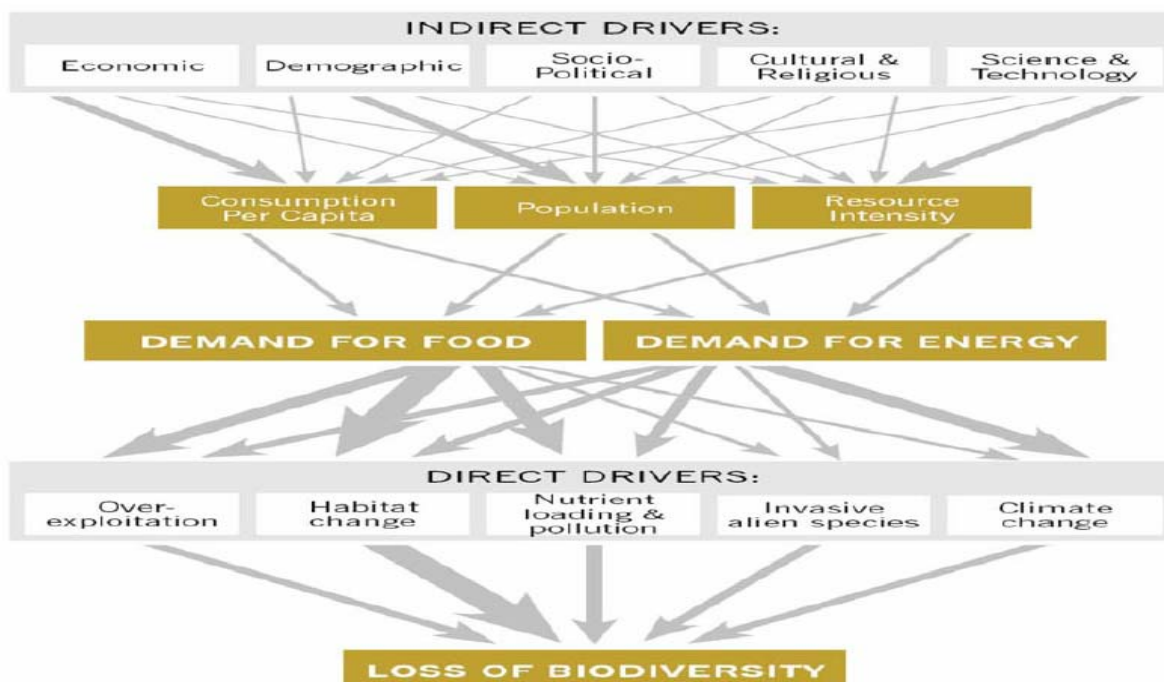 INDIRECT DRIVERS:
Economic
Demographic
Socio-
Political
Cultural &
Religious
Science &
Technology
Consumption
Per Capita
Population
Resource
Intensity
DEMAND FOR FOOD
DEMAND FOR ENERGY
DIRECT DRIVERS:
Over-
exploitation
Habitat
change
Nutrient
loading &
pollution
Invasive
alien species
Climate
change
LOSS OF BIODIVERSITY